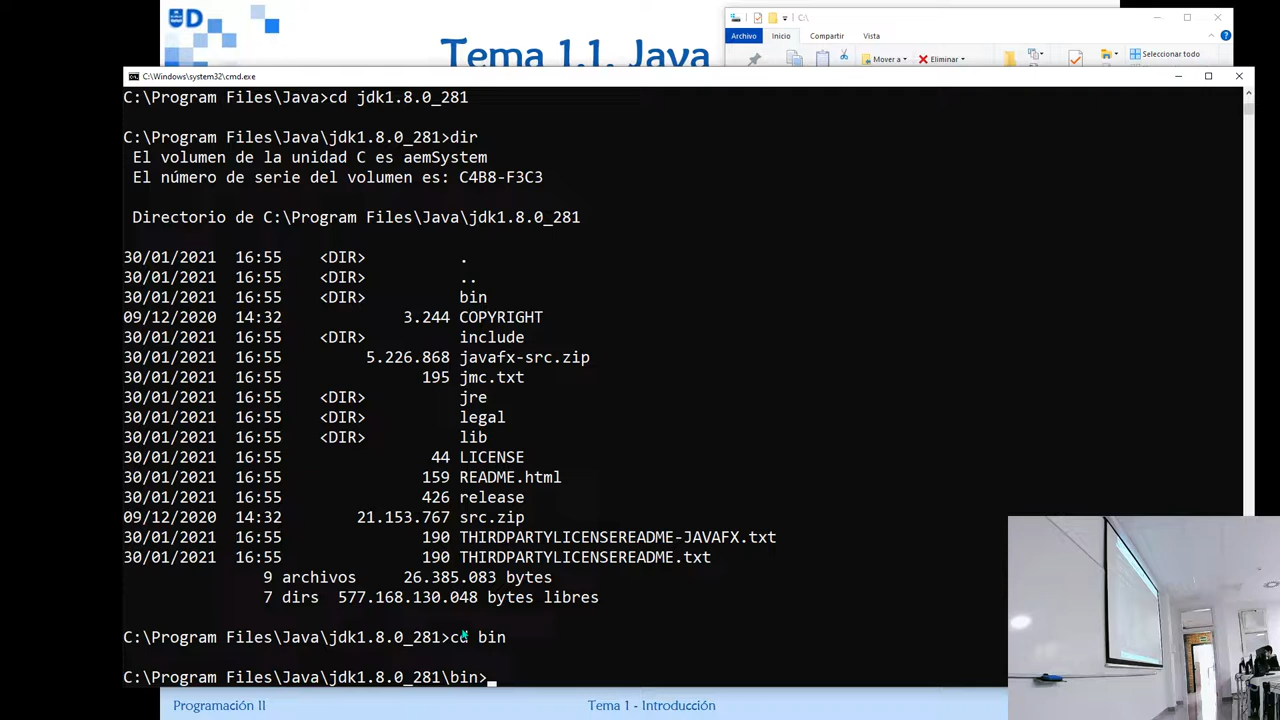 D
Tema 1.1. Java
C:\
Archivo Inicio Compartir Vista
Mover a Eliminar Seleccionar todo
C:\Windows\system32\cmd.exe
C:\Program Files\Java>cd jdk1.8.0_281
C:\Program Files\Java\jdk1.8.0_281>dir
El volumen de la unidad C es aemSystem
El número de serie del volumen es: C4B8-F3C3
Directorio de C:\Program Files\Java\jdk1.8.0_281
30/01/2021 16:55 <DIR> .
30/01/2021 16:55 <DIR> ..
30/01/2021 16:55 <DIR> bin
09/12/2020 14:32 3.244 COPYRIGHT
30/01/2021 16:55 <DIR> include
30/01/2021 16:55 5.226.868 javafx-src.zip
30/01/2021 16:55 195 jmc.txt
30/01/2021 16:55 <DIR> jre
30/01/2021 16:55 <DIR> legal
30/01/2021 16:55 <DIR> lib
30/01/2021 16:55 44 LICENSE
30/01/2021 16:55 159 README.html
30/01/2021 16:55 426 release
09/12/2020 14:32 21.153.767 src.zip
30/01/2021 16:55 190 THIRDPARTYLICENSEREADME-JAVAFX.txt
30/01/2021 16:55 190 THIRDPARTYLICENSEREADME.txt
9 archivos 26.385.083 bytes
7 dirs 577.168.130.048 bytes libres
C:\Program Files\Java\jdk1.8.0_281>cd bin
C:\Program Files\Java\jdk1.8.0_281\bin>
Programación II Tema 1 - Introducción